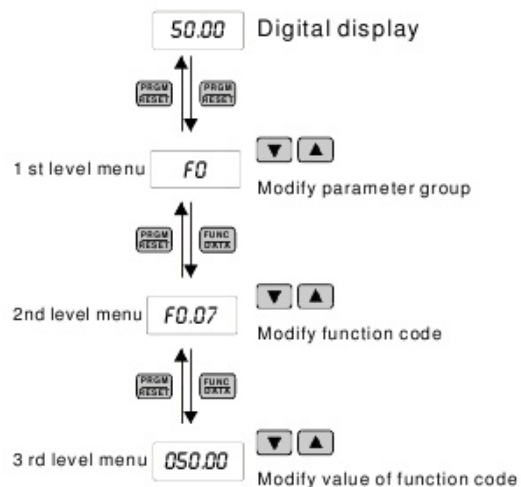 50.00 Digital display
PRGM RESET PRGM RESET
1 st level menu F0
Modify parameter group
PRGM RESET FUNC DATA
2nd level menu F0.07
Modify function code
PRGM RESET FUNC DATA
3 rd level menu 050.00
Modify value of function code